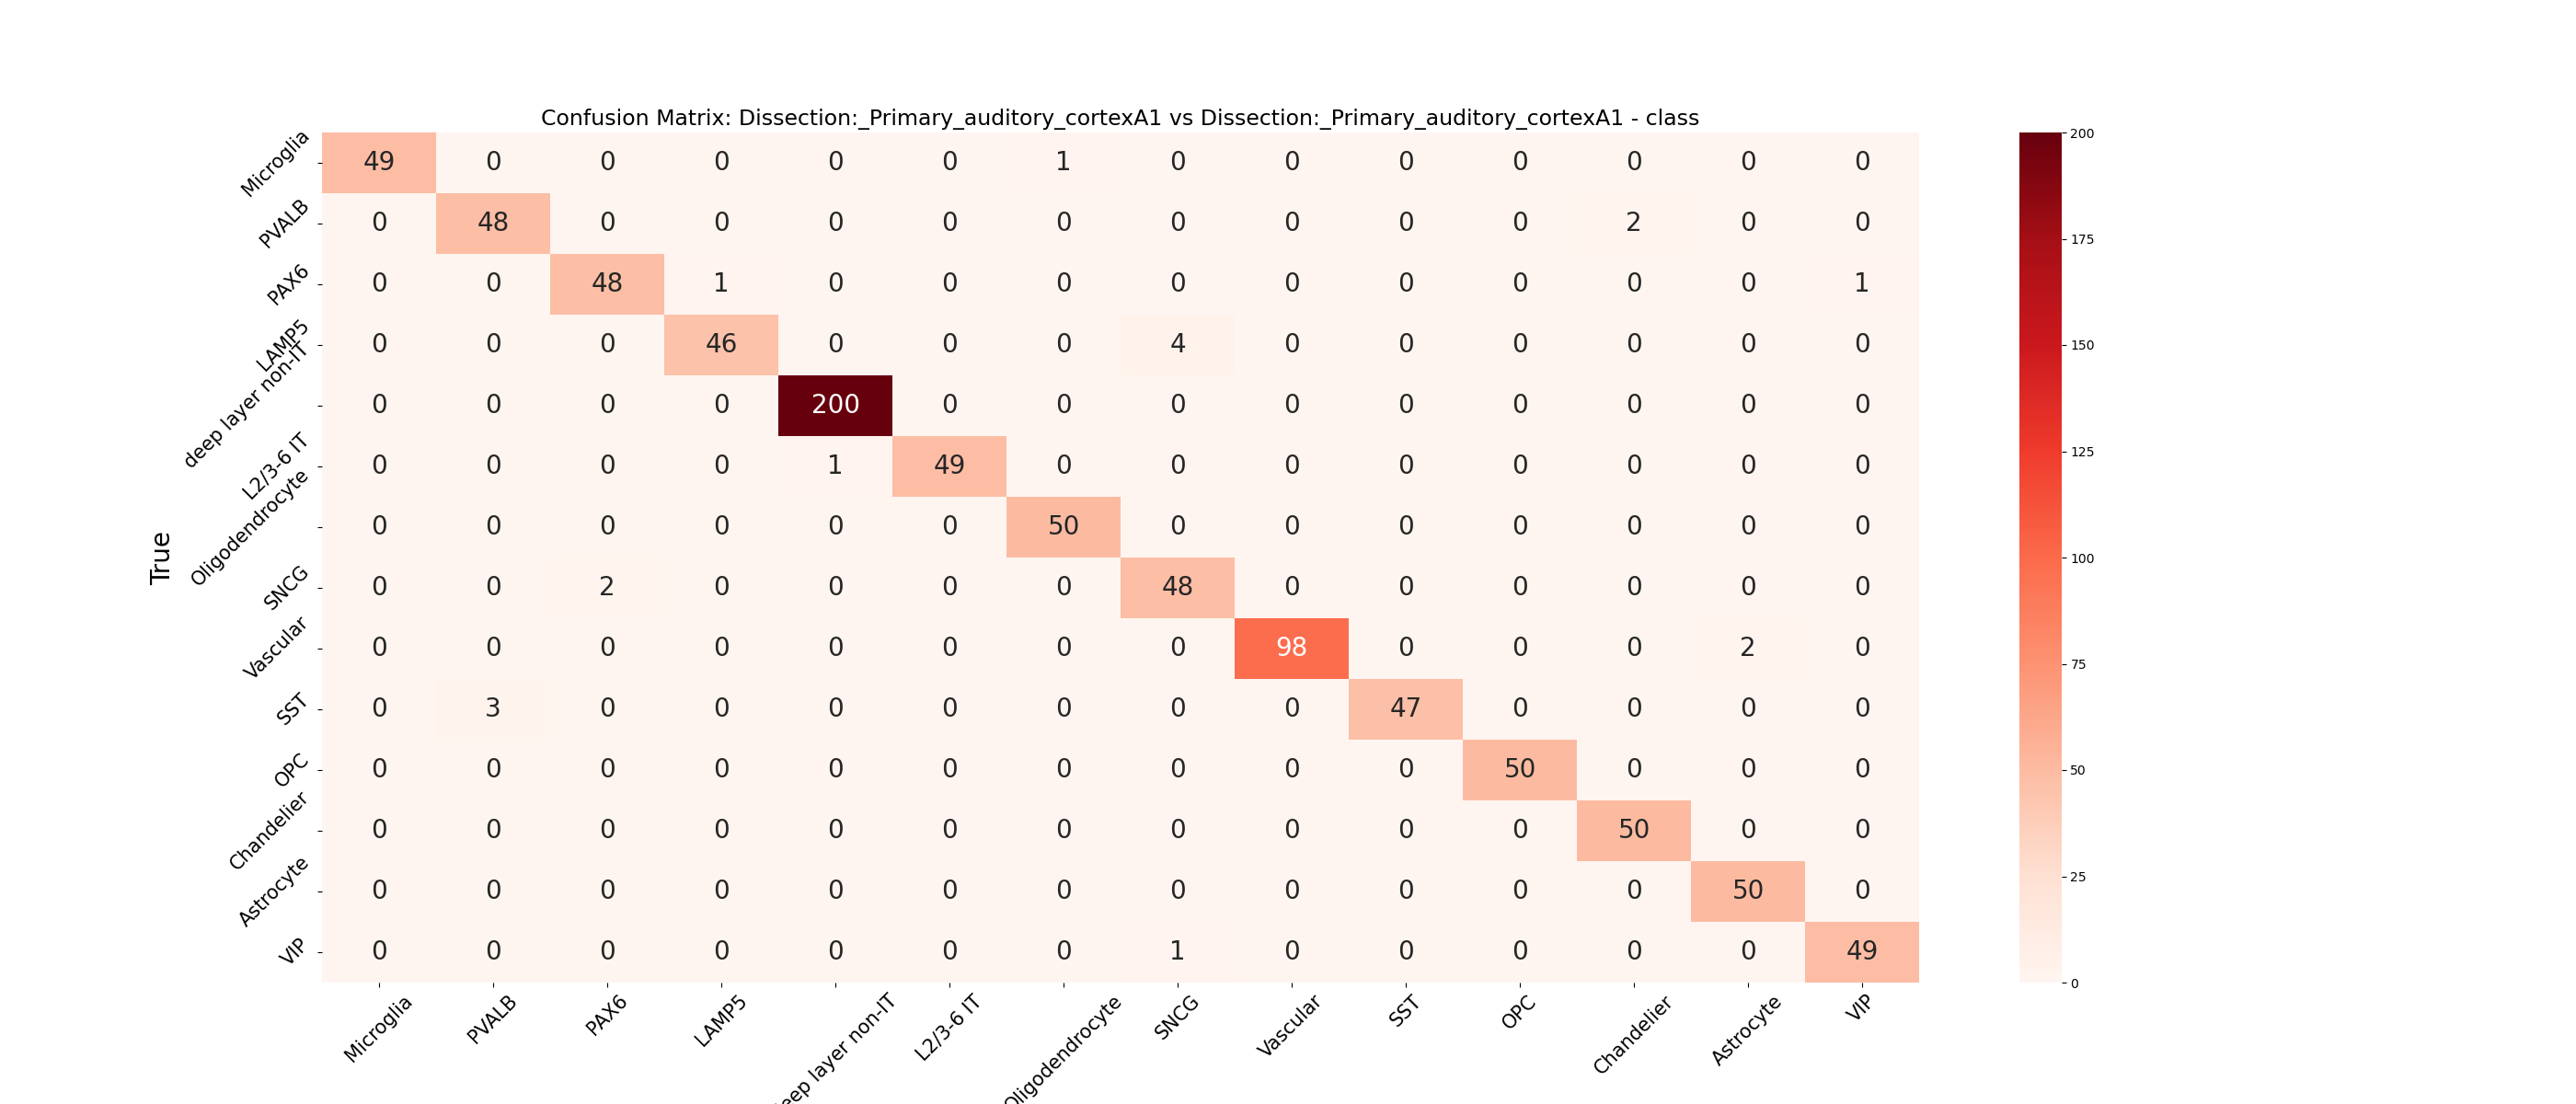 Confusion Matrix: Dissection:_Primary_auditory_cortexA1 vs Dissection:_Primary_auditory_cortexA1 - class
True
Microglia 49 0 0 0 0 0 1 0 0 0 0 0 0 0
PVALB 0 48 0 0 0 0 0 0 0 0 0 2 0 0
PAX6 0 0 48 1 0 0 0 0 0 0 0 0 0 1
LAMP5 0 0 0 46 0 0 0 4 0 0 0 0 0 0
deep layer non-IT 0 0 0 0 200 0 0 0 0 0 0 0 0 0
L2/3-6 IT 0 0 0 0 1 49 0 0 0 0 0 0 0 0
Oligodendrocyte 0 0 0 0 0 0 50 0 0 0 0 0 0 0
SNCG 0 0 2 0 0 0 0 48 0 0 0 0 0 0
Vascular 0 0 0 0 0 0 0 0 98 0 0 0 2 0
SST 0 3 0 0 0 0 0 0 0 47 0 0 0 0
OPC 0 0 0 0 0 0 0 0 0 0 50 0 0 0
Chandelier 0 0 0 0 0 0 0 0 0 0 0 50 0 0
Astrocyte 0 0 0 0 0 0 0 0 0 0 0 0 50 0
VIP 0 0 0 0 0 0 0 1 0 0 0 0 0 49
Microglia PVALB PAX6 LAMP5 layer non-IT L2/3-6 IT Oligodendrocyte SNCG Vascular SST OPC Chandelier Astrocyte VIP
200
175
150
125
100
75
50
25
0